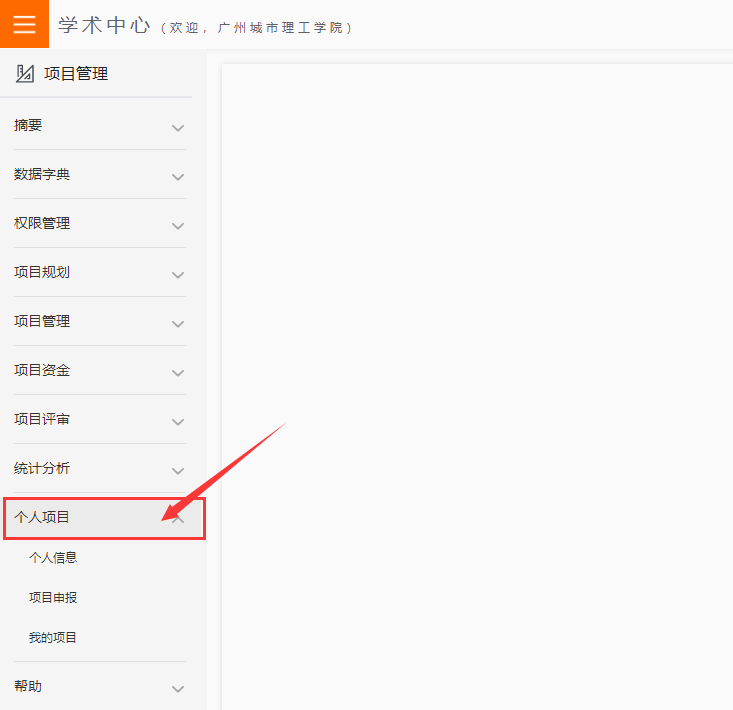 学术中心（欢迎，广州城市理工学院）
项目管理
摘要
数据字典
权限管理
项目规划
项目管理
项目资金
项目评审
统计分析
个人项目
个人信息
项目申报
我的项目
帮助